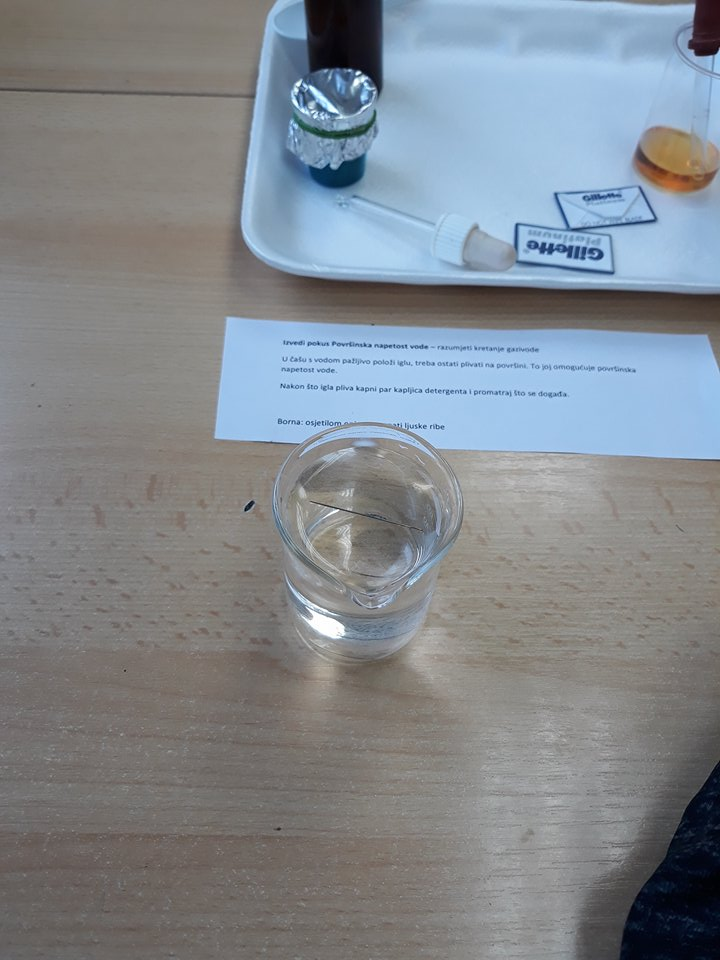 Gillette
Gillette
Platinum
Izvedi pokus Površinska napetost vode – razumjeti kretanje gazivode
U čašu s vodom pažljivo položi iglu, treba ostati plivati na površini. To joj omogućuje površinska
napetost vode.
Nakon što igla pliva kapni par kapljica detergenta i promatraj što se događa.
Borna: osjetilom ljuske ribe